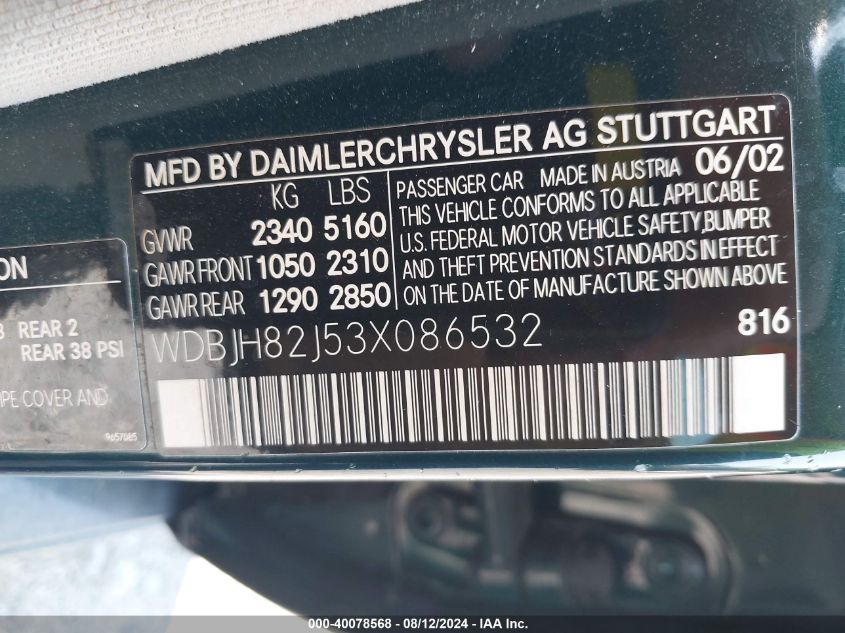 MFD BY DAIMLERCHRYSLER AG STUTTGART
KG LBS
GVWR 2340 5160
GAWR FRONT 1050 2310
GAWR REAR 1290 2850
PASSENGER CAR MADE IN AUSTRIA 06/02
THIS VEHICLE CONFORMS TO ALL APPLICABLE
U.S. FEDERAL MOTOR VEHICLE SAFETY, BUMPER
AND THEFT PREVENTION STANDARDS IN EFFECT
ON THE DATE OF MANUFACTURE SHOWN ABOVE
WDBJH82J53X086532
816
ON
REAR 2
REAR 38 PSI
COVER AND
9657085
000-40078568 - 08/12/2024 - IAAI Inc.